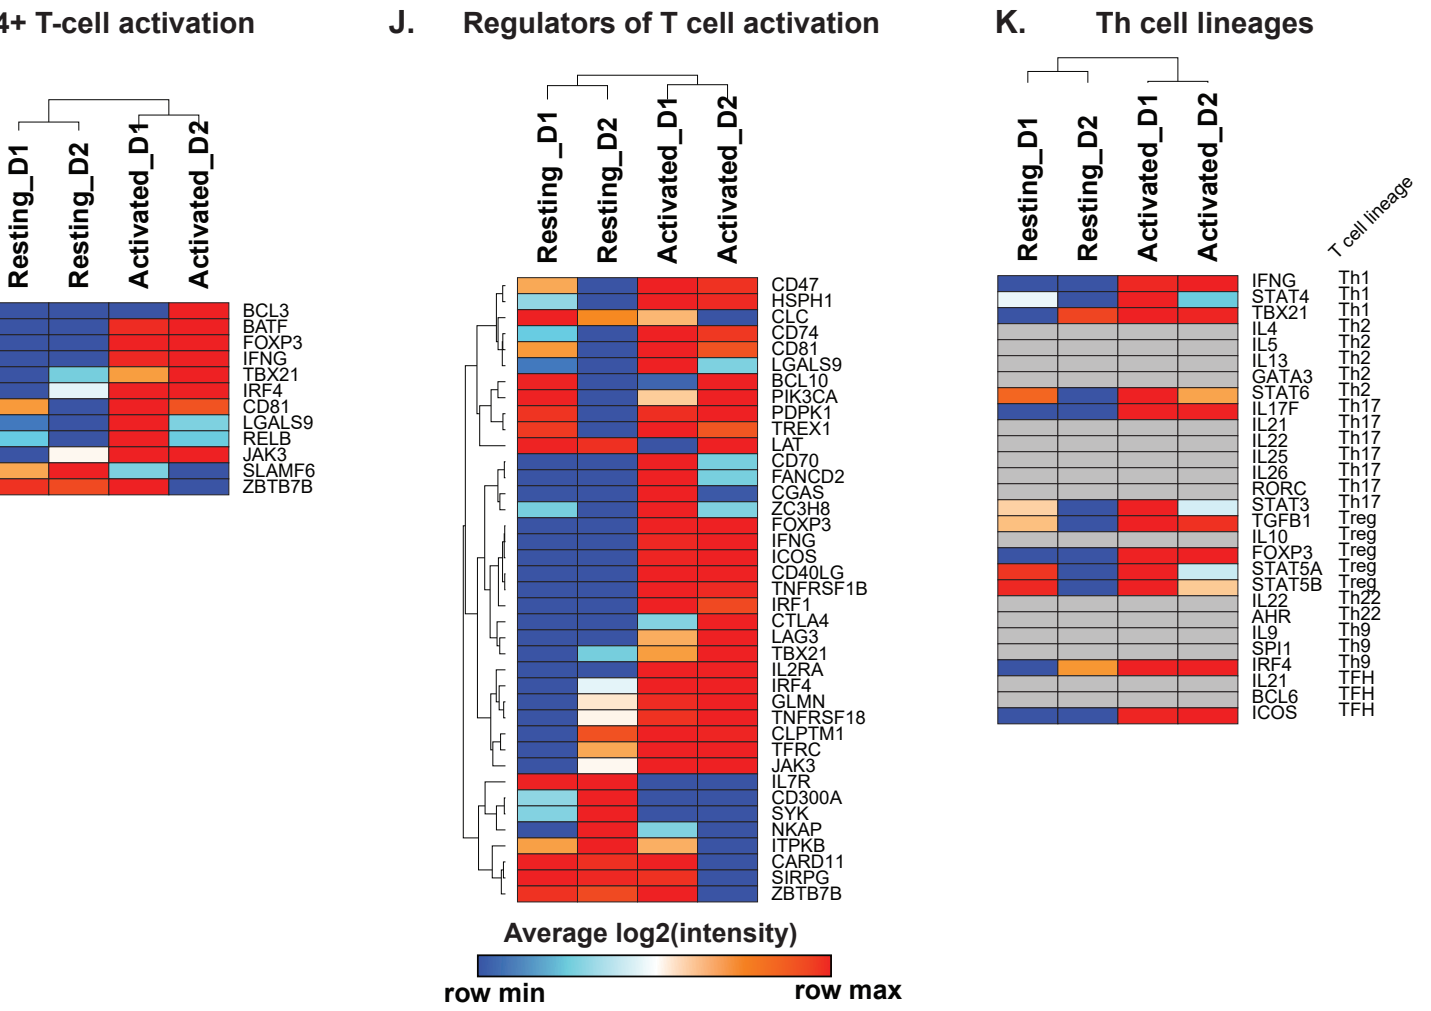 4+ T-cell activation
Resting_D1
Resting_D2
Activated_D1
Activated_D2
BCL3
BATF
FOXP3
IFNG
TBX21
IRF4
CD81
LGALS9
RELB
JAK3
SLAMF6
ZBTB7B
J. Regulators of T cell activation
Resting _D1
Resting_D2
Activated_D1
Activated_D2
CD47
HSPH1
CLC
CD74
CD81
LGALS9
BCL10
PIK3CA
PDPK1
TREX1
LAT
CD70
FANCD2
CGAS
ZC3H8
FOXP3
IFNG
ICOS
CD40LG
TNFRSF1B
IRF1
CTLA4
LAG3
TBX21
IL2RA
IRF4
GLMN
TNFRSF18
CLPTM1
TFRC
JAK3
IL7R
CD300A
SYK
NKAP
ITPKB
CARD11
SIRPG
ZBTB7B
Average log2(intensity)
row min
row max
K. Th cell lineages
Resting_D1
Resting_D2
Activated_D1
Activated_D2
T cell lineage
IFNG Th1
STAT4 Th1
TBX21 Th1
IL4 Th2
IL5 Th2
IL13 Th2
GATA3 Th2
STAT6 Th2
IL17F Th17
IL21 Th17
IL22 Th17
IL25 Th17
IL26 Th17
RORC Th17
STAT3 Th17
TGFB1 Treg
IL10 Treg
FOXP3 Treg
STAT5A Treg
STAT5B Treg
IL22 Th22
AHR Th22
IL9 Th9
SPI1 Th9
IRF4 Th9
IL21 TFH
BCL6 TFH
ICOS TFH